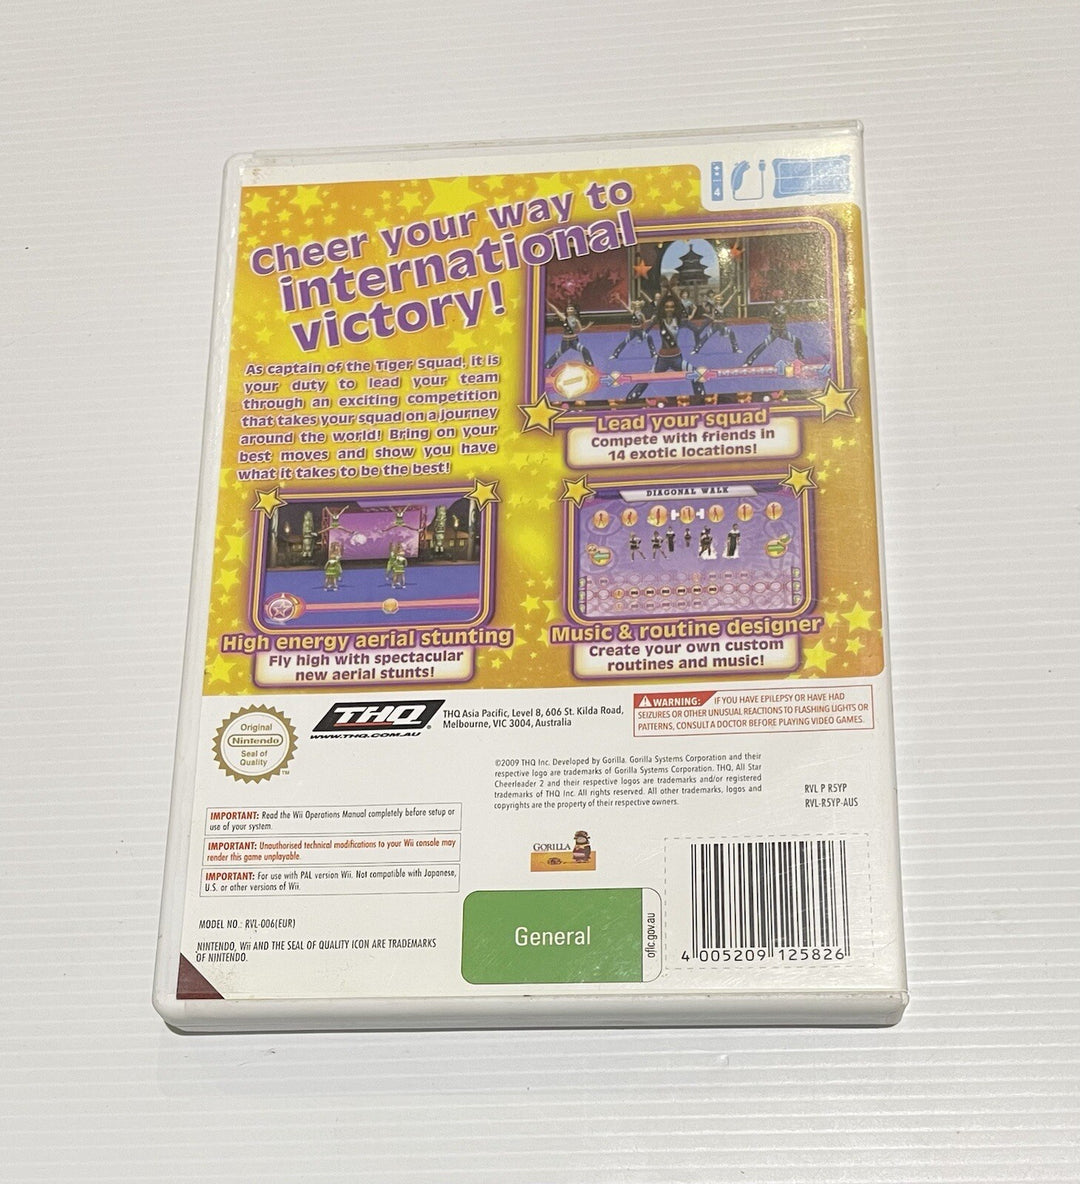 4
Cheer your way to
international
victory!
As captain of the Tiger Squad, it is
your duty to lead your team
through an exciting competition
that takes your squad on a journey
around the world! Bring on your
best moves and show you have
what it takes to be the best!
Lead your squad
Compete with friends in
14 exotic locations!
DIAGONAL WALK
High energy aerial stunting
Fly high with spectacular
new aerial stunts!
Music & routine designer
Create your own custom
routines and music!
Original
Nintendo
Seal of
Quality
TM
THQ
WWW.THQ.COM.AU
THQ Asia Pacific, Level 8, 606 St. Kilda Road,
Melbourne, VIC 3004, Australia
WARNING: IF YOU HAVE EPILEPSY OR HAVE HAD
SEIZURES OR OTHER UNUSUAL REACTIONS TO FLASHING LIGHTS OR
PATTERNS, CONSULT A DOCTOR BEFORE PLAYING VIDEO GAMES.
©2009 THQ Inc. Developed by Gorilla. Gorilla Systems Corporation and their
respective logo are trademarks of Gorilla Systems Corporation. THQ, All Star
Cheerleader 2 and their respective logos are trademarks and/or registered
trademarks of THQ Inc. All rights reserved. All other trademarks, logos and
copyrights are the property of their respective owners.
RVL P R5YP
RVL-R5YP-AUS
IMPORTANT: Read the Wii Operations Manual completely before setup or
use of your system.
IMPORTANT: Unauthorised technical modifications to your Wii console may
render this game unplayable.
IMPORTANT: For use with PAL version Wii. Not compatible with Japanese,
U.S. or other versions of Wii.
GORILLA
MODEL NO.: RVL-006(EUR)
NINTENDO, Wii AND THE SEAL OF QUALITY ICON ARE TRADEMARKS
OF NINTENDO.
General
oflc.gov.au
4 005209 125826